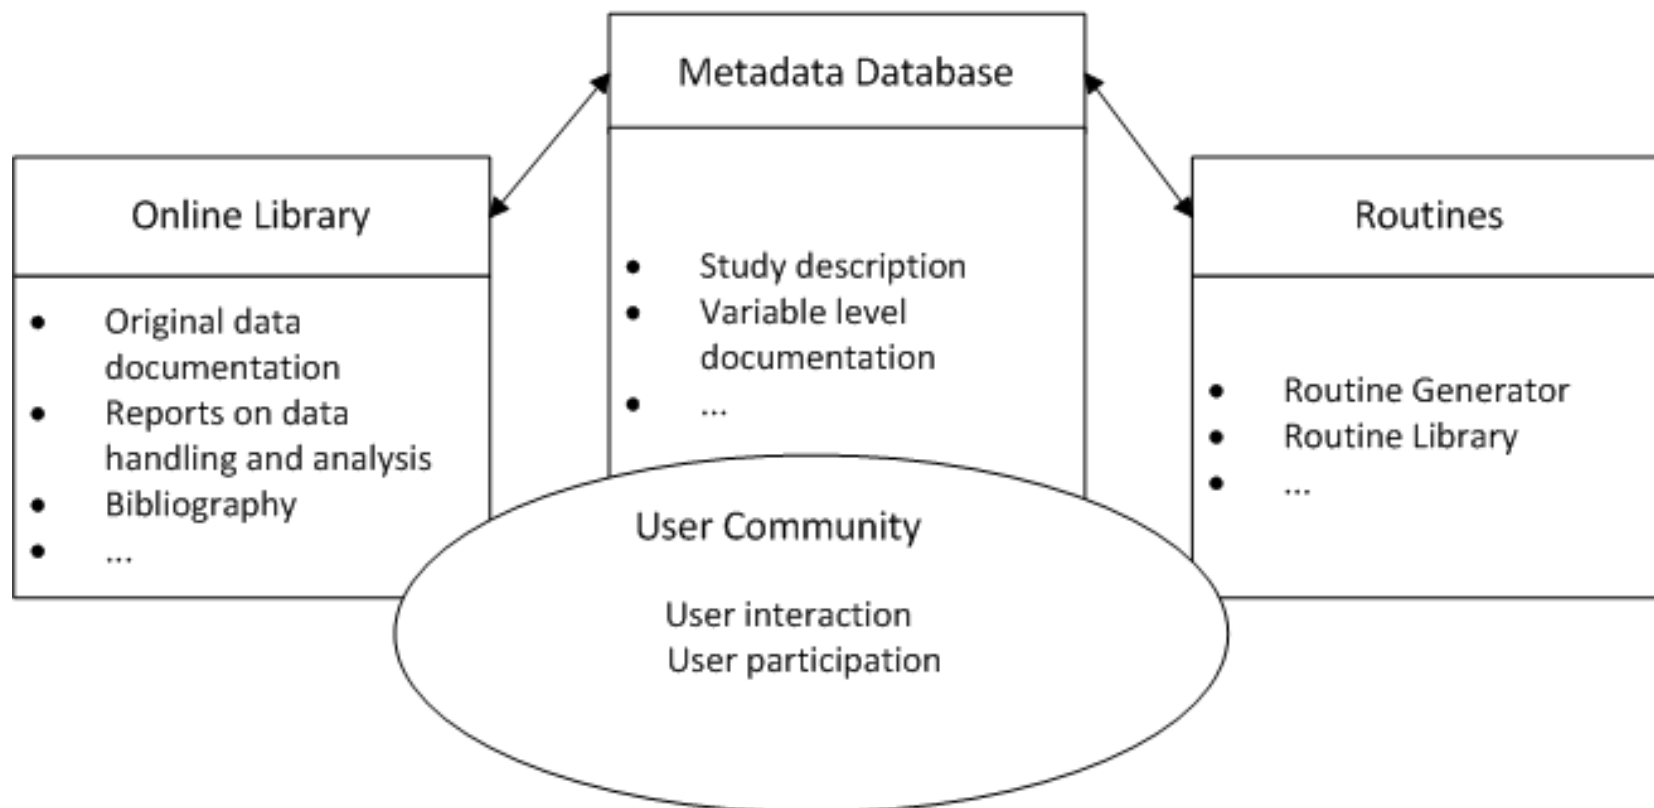 Metadata Database
• Study description
• Variable level
documentation
• ...
Online Library
• Original data
documentation
• Reports on data
handling and analysis
• Bibliography
• ...
Routines
• Routine Generator
• Routine Library
• ...
User Community
User interaction
User participation